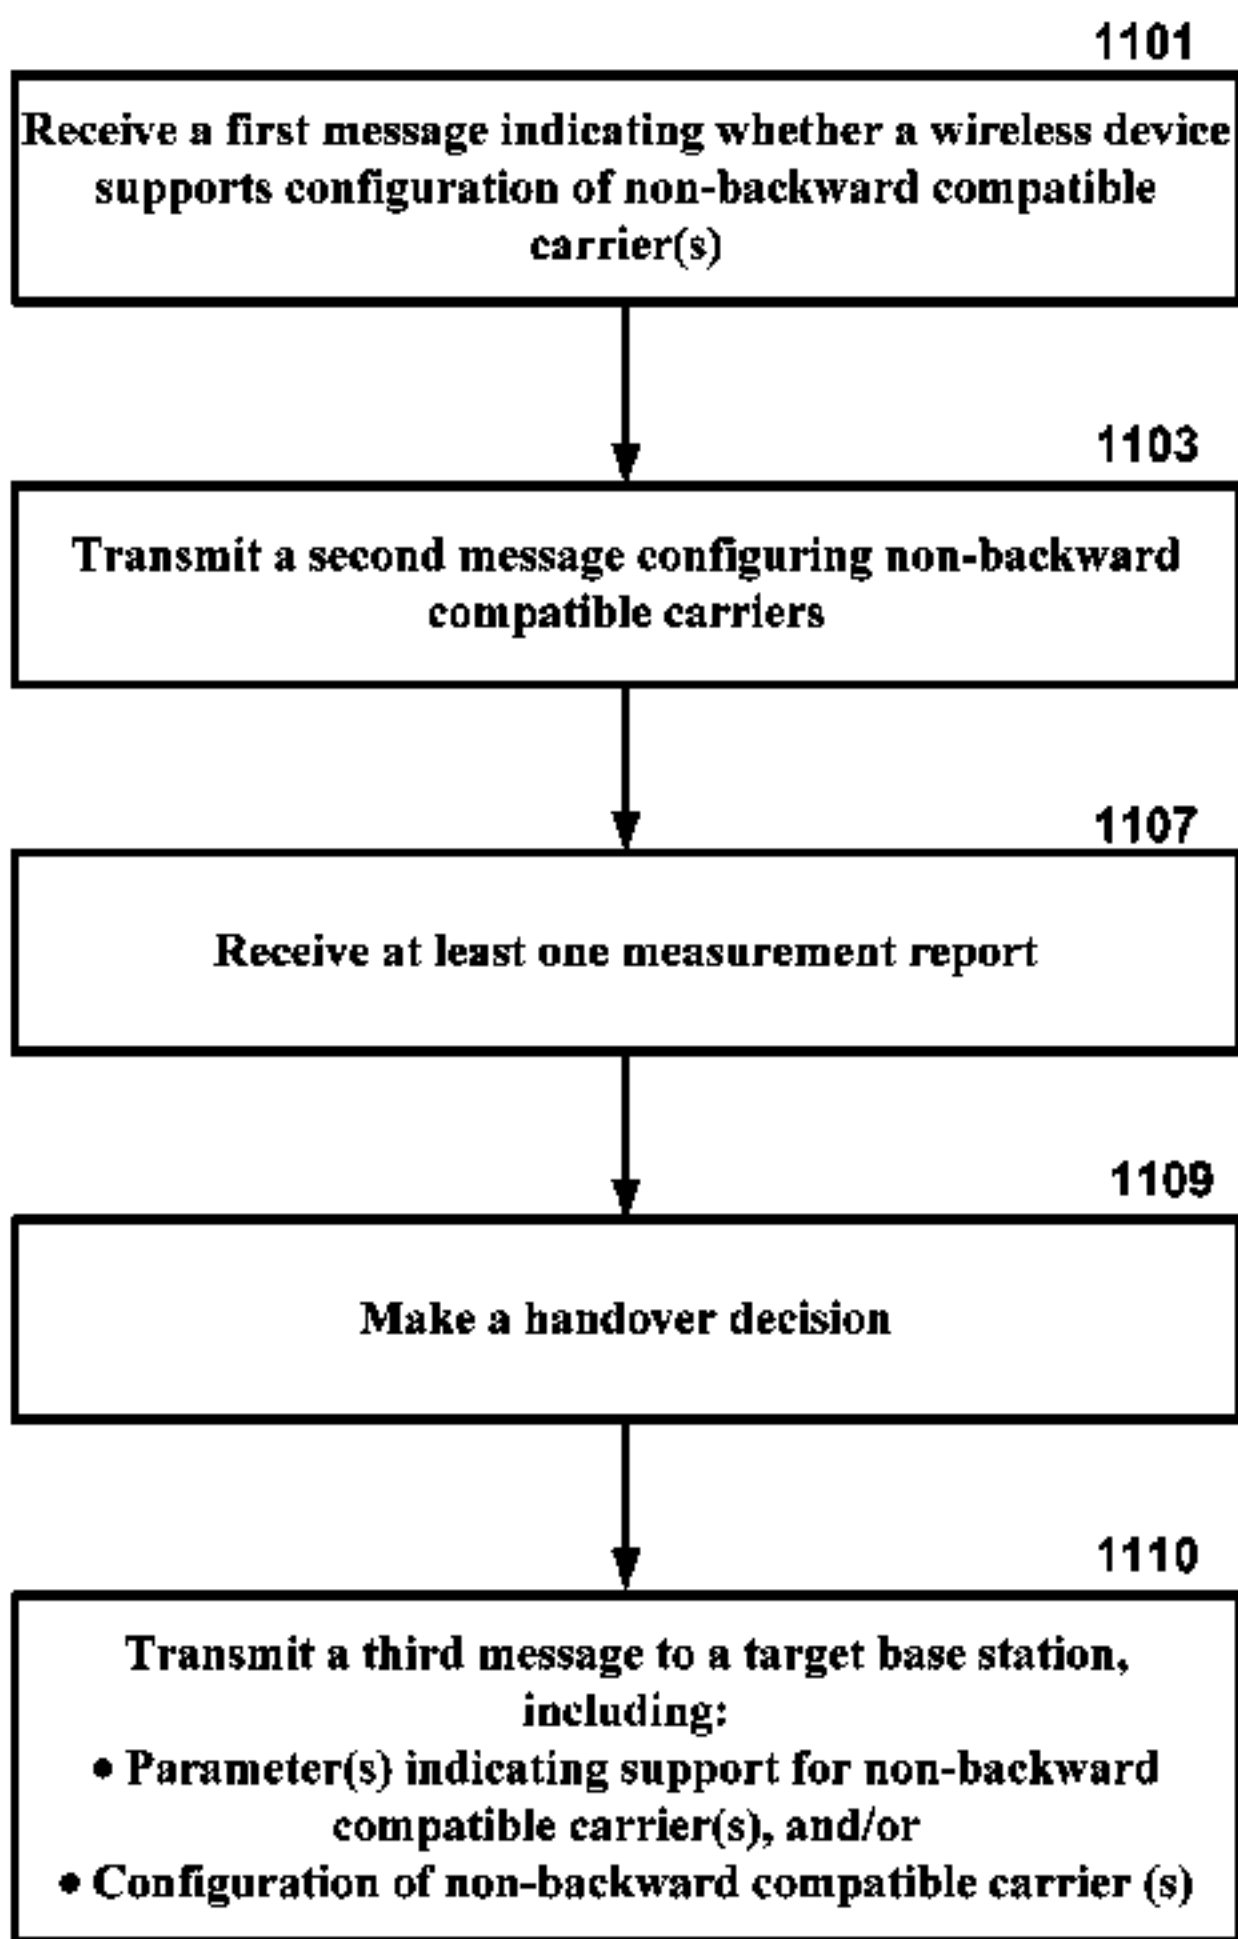 1101
Receive a first message indicating whether a wireless device
supports configuration of non-backward compatible
carrier(s)
1103
Transmit a second message configuring non-backward
compatible carriers
1107
Receive at least one measurement report
1109
Make a handover decision
1110
Transmit a third message to a target base station,
including:
• Parameter(s) indicating support for non-backward
compatible carrier(s), and/or
• Configuration of non-backward compatible carrier (s)